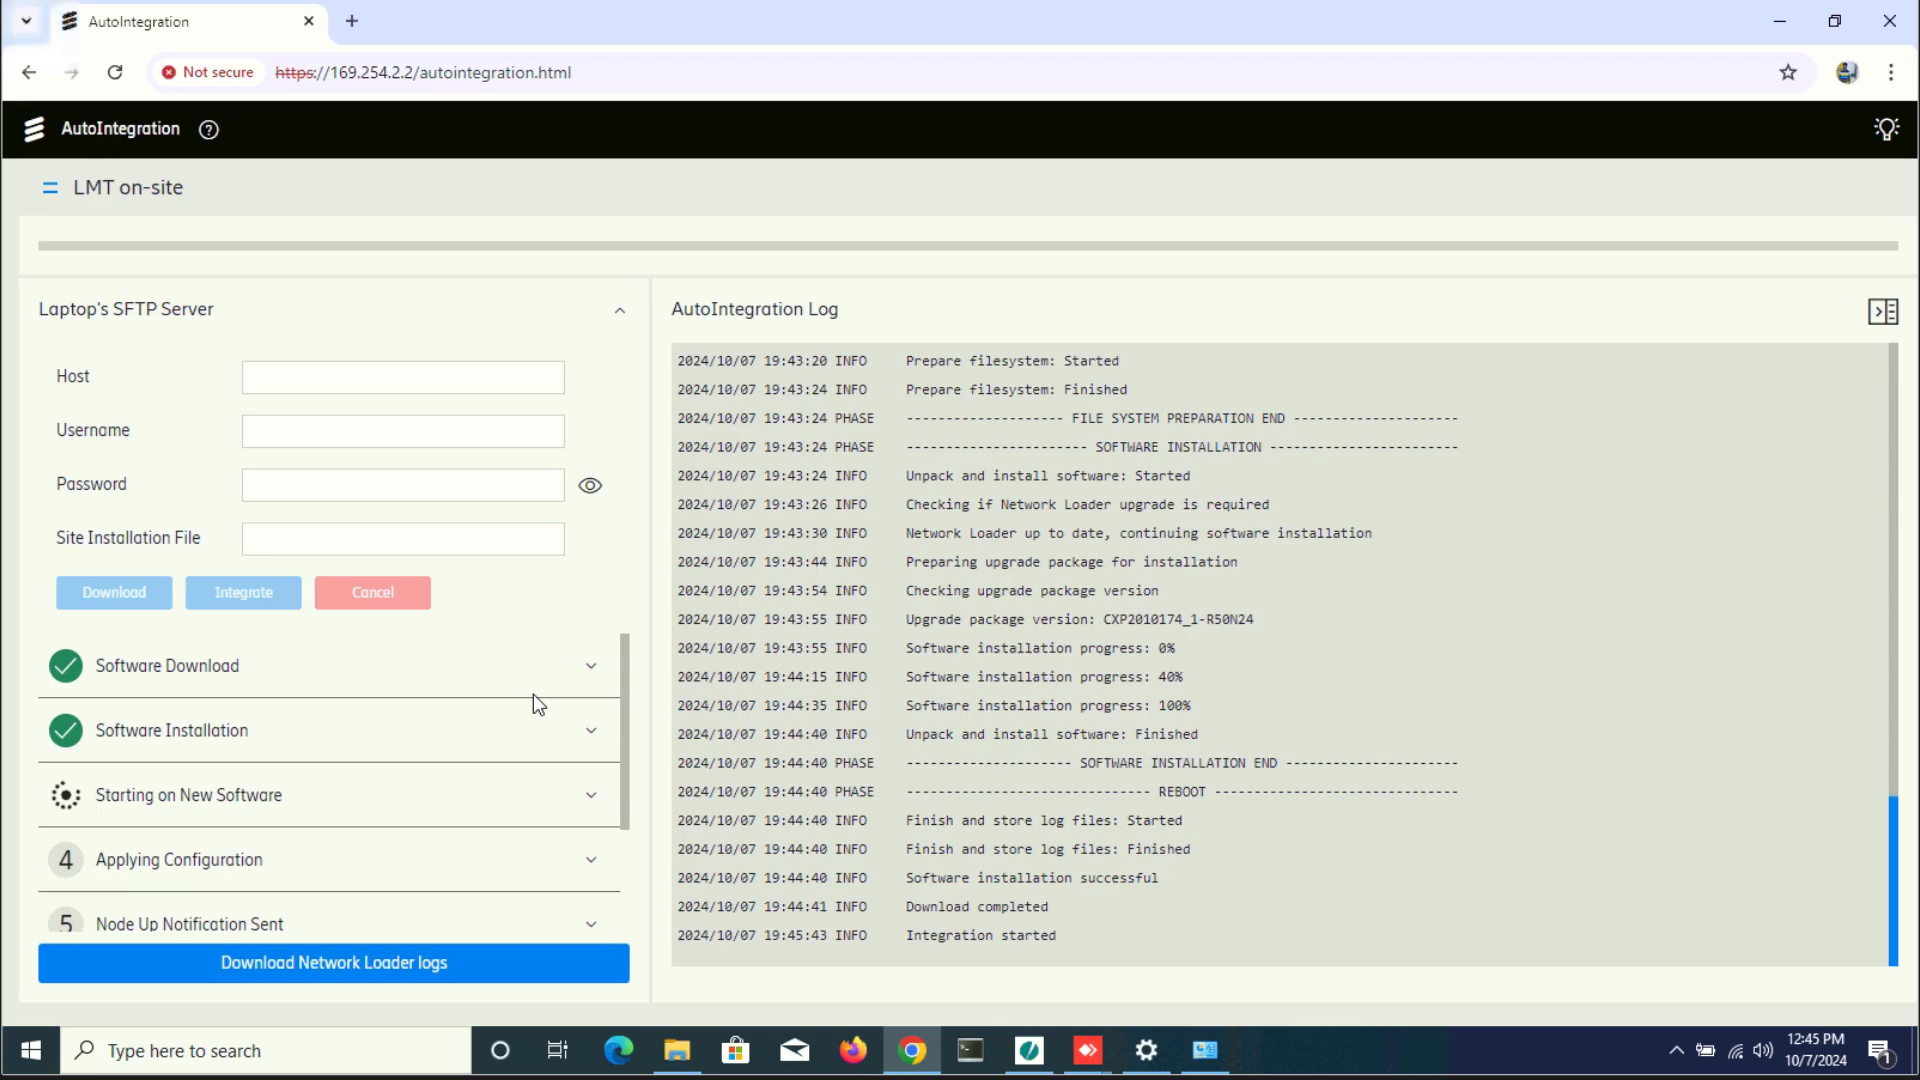 AutoIntegration
Not secure https://169.254.2.2/autointegration.html
AutoIntegration ?
LMT on-site
Laptop's SFTP Server
Host
Username
Password
Site Installation File
Download Integrate Cancel
Software Download
Software Installation
Starting on New Software
4 Applying Configuration
5 Node Up Notification Sent
Download Network Loader logs
AutoIntegration Log
2024/10/07 19:43:20 INFO Prepare filesystem: Started
2024/10/07 19:43:24 INFO Prepare filesystem: Finished
2024/10/07 19:43:24 PHASE -------------------- FILE SYSTEM PREPARATION END ---------------------
2024/10/07 19:43:24 PHASE ----------------------- SOFTWARE INSTALLATION ------------------------
2024/10/07 19:43:24 INFO Unpack and install software: Started
2024/10/07 19:43:26 INFO Checking if Network Loader upgrade is required
2024/10/07 19:43:30 INFO Network Loader up to date, continuing software installation
2024/10/07 19:43:44 INFO Preparing upgrade package for installation
2024/10/07 19:43:54 INFO Checking upgrade package version
2024/10/07 19:43:55 INFO Upgrade package version: CXP2010174_1-R50N24
2024/10/07 19:43:55 INFO Software installation progress: 0%
2024/10/07 19:44:15 INFO Software installation progress: 40%
2024/10/07 19:44:35 INFO Software installation progress: 100%
2024/10/07 19:44:40 INFO Unpack and install software: Finished
2024/10/07 19:44:40 PHASE --------------------- SOFTWARE INSTALLATION END ----------------------
2024/10/07 19:44:40 PHASE ------------------------------- REBOOT -------------------------------
2024/10/07 19:44:40 INFO Finish and store log files: Started
2024/10/07 19:44:40 INFO Finish and store log files: Finished
2024/10/07 19:44:40 INFO Software installation successful
2024/10/07 19:44:41 INFO Download completed
2024/10/07 19:45:43 INFO Integration started
Type here to search
12:45 PM
10/7/2024
1